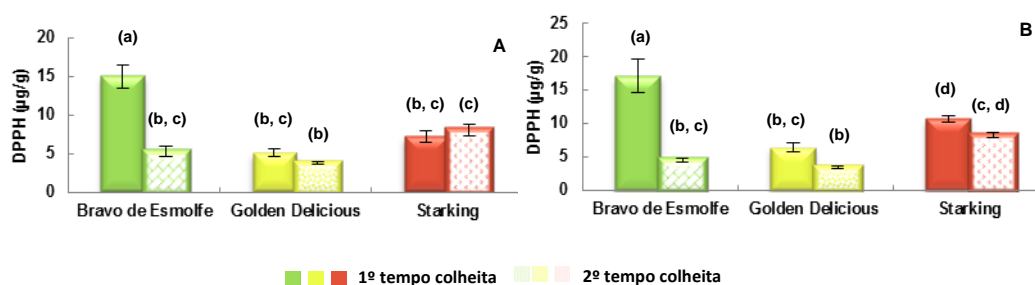 A
DPPH (µg/g)
20
15
10
5
0
(a)
(b, c)
(b, c)
(b)
(b, c)
(c)
Bravo de Esmolfe Golden Delicious Starking
B
DPPH (µg/g)
25
20
15
10
5
0
(a)
(b, c)
(b, c)
(b)
(d)
(c, d)
Bravo de Esmolfe Golden Delicious Starking
1º tempo colheita 2º tempo colheita